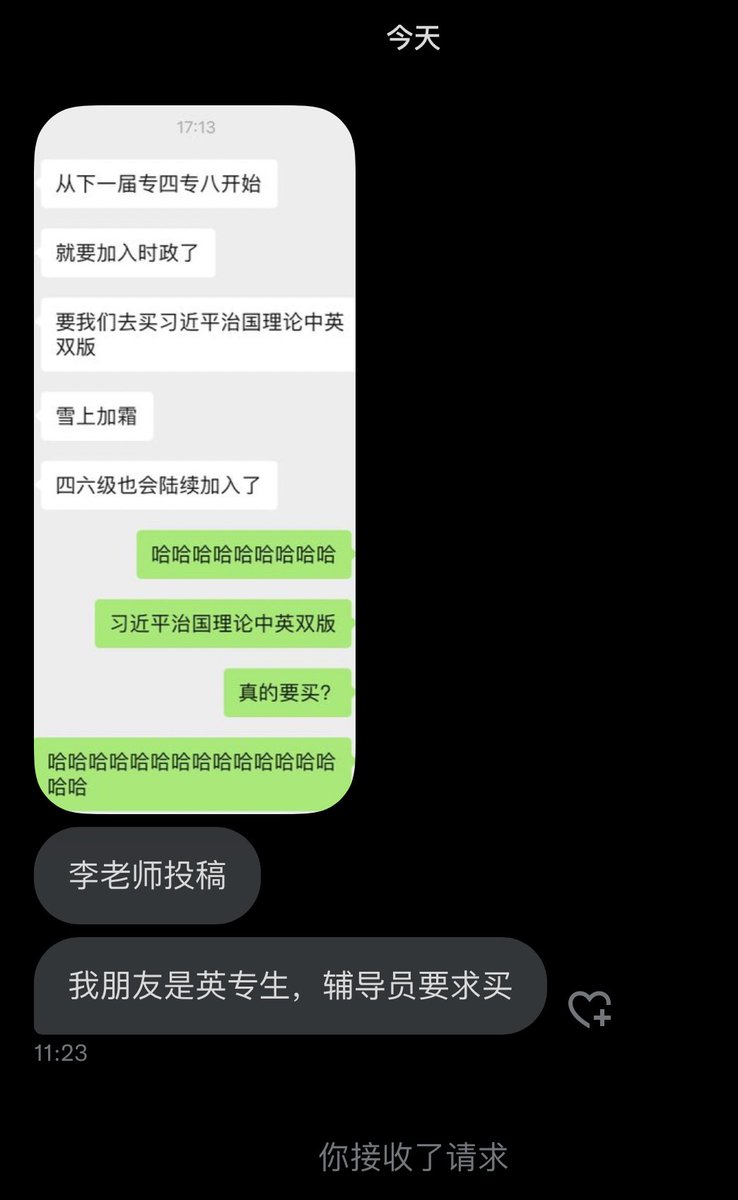 今天
17:13
从下一届专四专八开始
就要加入时政了
要我们去买习近平治国理论中英
双版
雪上加霜
四六级也会陆续加入了
哈哈哈哈哈哈哈哈哈
习近平治国理论中英双版
真的要买？
哈哈哈哈哈哈哈哈哈哈哈哈哈哈
哈哈
李老师投稿
我朋友是英专生，辅导员要求买
11:23
你接收了请求